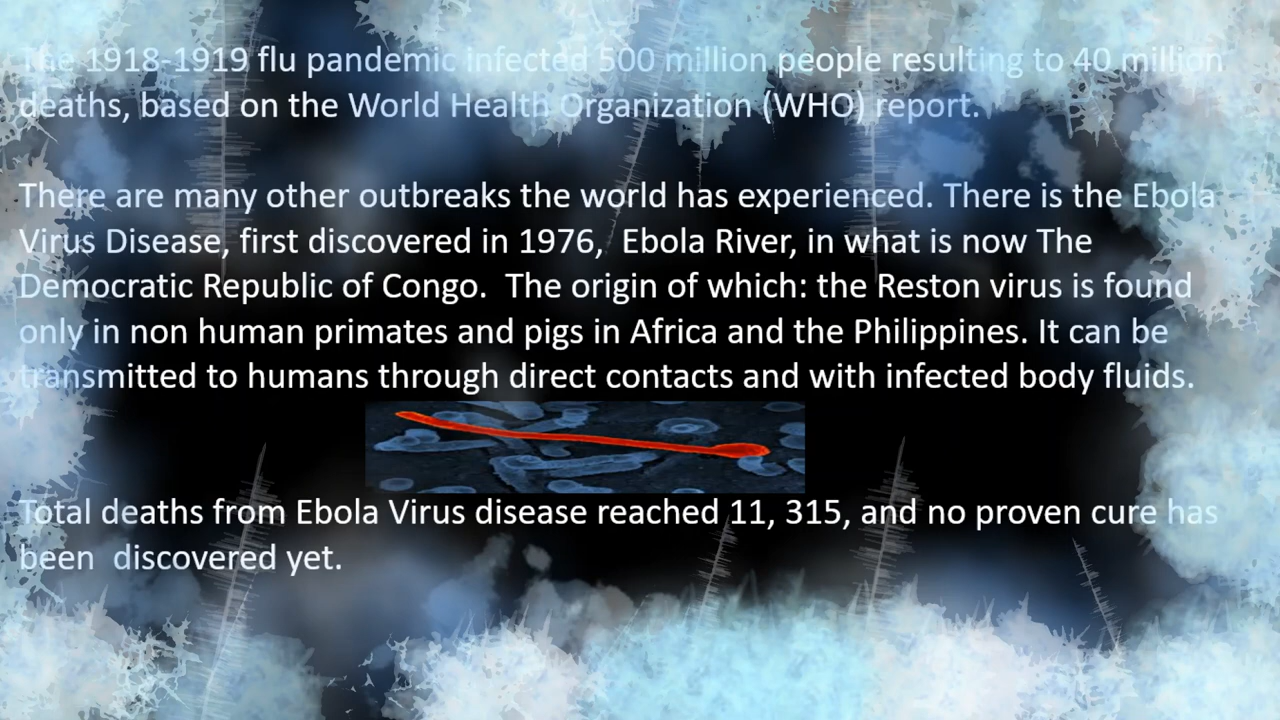 The 1918-1919 flu pandemic infected 500 million people resulting to 40 million
deaths, based on the World Health Organization (WHO) report.
There are many other outbreaks the world has experienced. There is the Ebola
Virus Disease, first discovered in 1976,  Ebola River, in what is now The
Democratic Republic of Congo.  The origin of which: the Reston virus is found
only in non human primates and pigs in Africa and the Philippines. It can be
transmitted to humans through direct contacts and with infected body fluids.
Total deaths from Ebola Virus disease reached 11, 315, and no proven cure has
been  discovered yet.